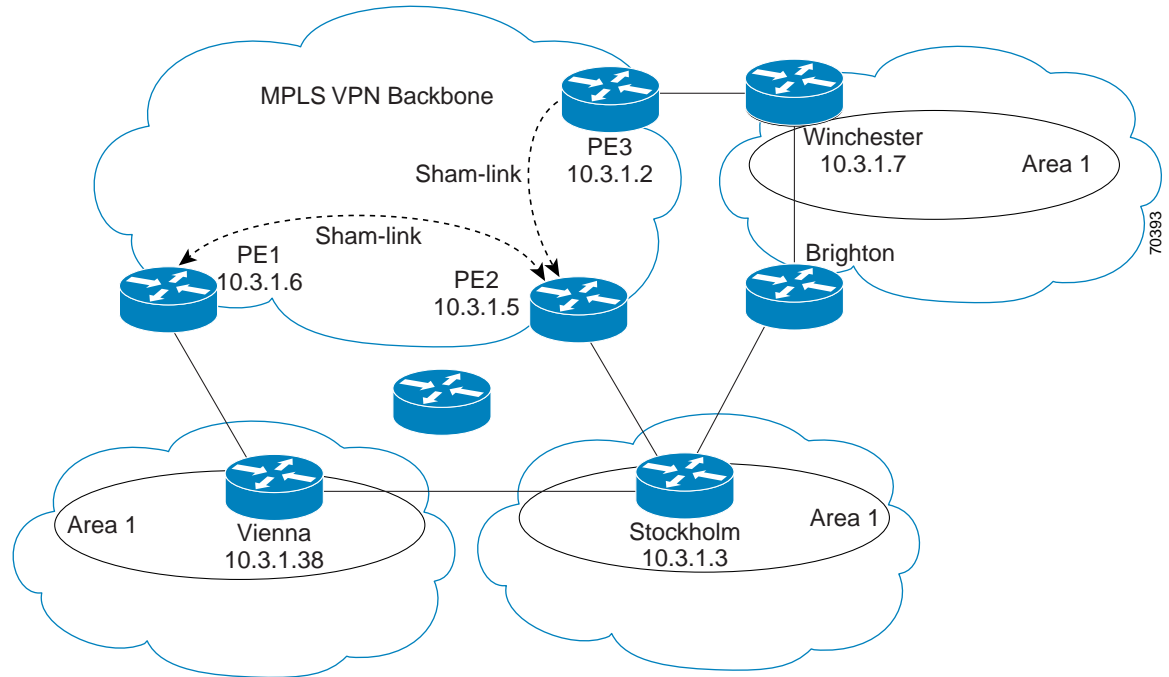 MPLS VPN Backbone
PE3
10.3.1.2
Winchester
10.3.1.7
Area 1
Sham-link
Sham-link
PE1
10.3.1.6
PE2
10.3.1.5
Brighton
70393
Area 1
Vienna
10.3.1.38
Stockholm
10.3.1.3
Area 1